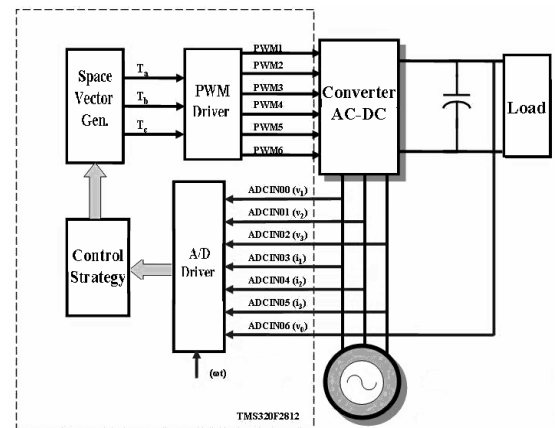 Space
Vector
Gen.
Ta
Tb
Tc
PWM
Driver
PWM1
PWM2
PWM3
PWM4
PWM5
PWM6
Converter
AC-DC
Load
Control
Strategy
A/D
Driver
ADCIN00 (v1)
ADCIN01 (v2)
ADCIN02 (v3)
ADCIN03 (i1)
ADCIN04 (i2)
ADCIN05 (i3)
ADCIN06 (v0)
(ωt)
TMS320F2812